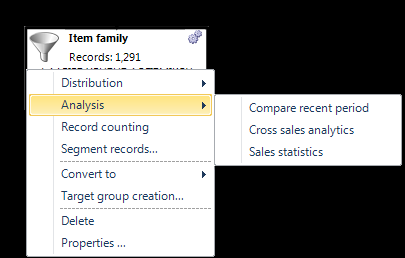 Item family
Records: 1,291
Distribution
Analysis
Record counting
Segment records...
Convert to
Target group creation...
Delete
Properties ...
Compare recent period
Cross sales analytics
Sales statistics